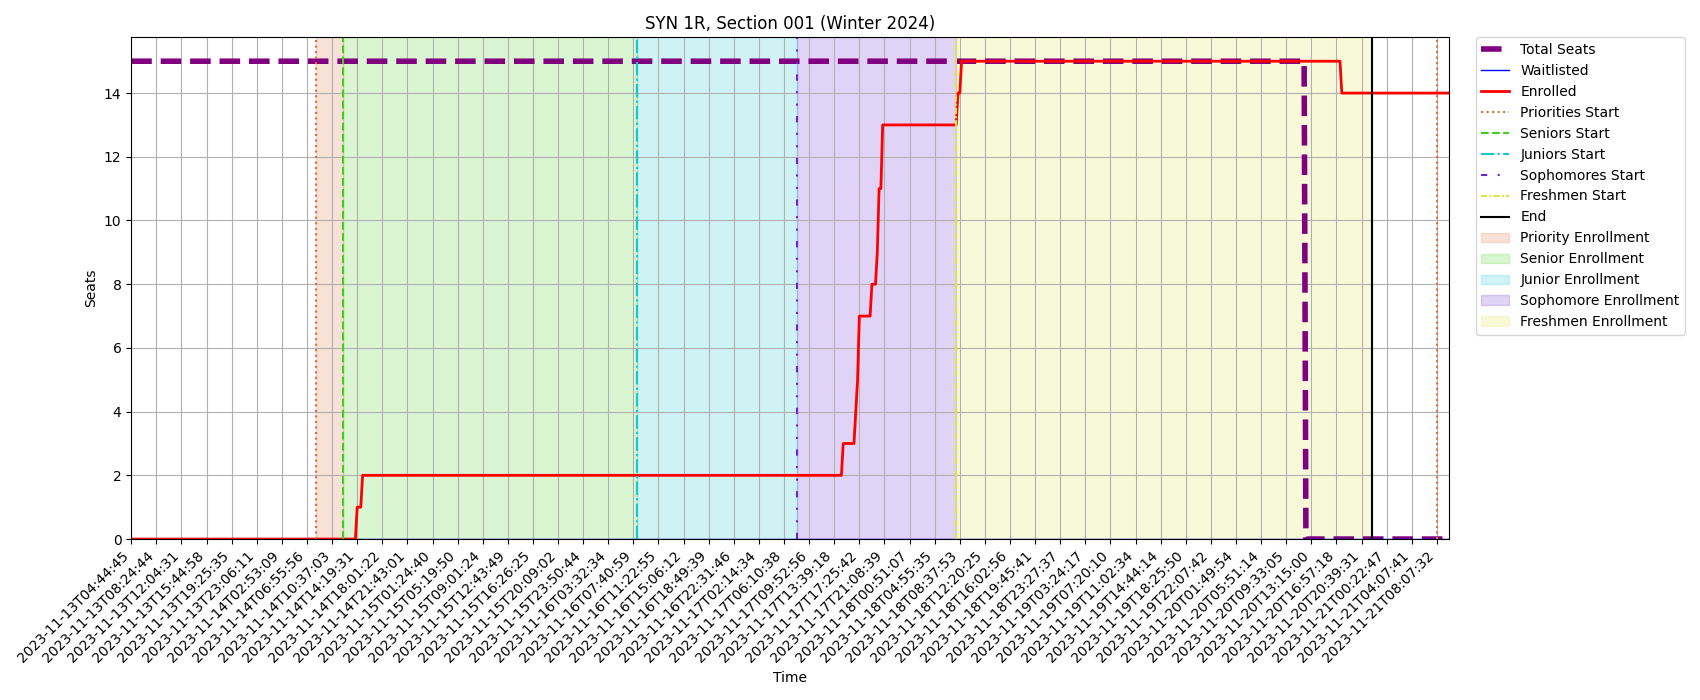 SYN 1R, Section 001 (Winter 2024)
Seats
14
12
10
8
6
4
2
0
2023-11-13T04:44:45
2023-11-13T08:24:44
2023-11-13T12:04:31
2023-11-13T15:44:58
2023-11-13T19:25:35
2023-11-13T23:06:11
2023-11-14T02:53:09
2023-11-14T06:55:56
2023-11-14T10:37:03
2023-11-14T14:19:31
2023-11-14T18:01:22
2023-11-14T21:43:01
2023-11-15T01:24:40
2023-11-15T05:19:50
2023-11-15T09:01:24
2023-11-15T12:43:49
2023-11-15T16:26:25
2023-11-15T20:09:02
2023-11-15T23:50:44
2023-11-16T03:32:34
2023-11-16T07:40:59
2023-11-16T11:22:55
2023-11-16T15:06:12
2023-11-16T18:49:39
2023-11-16T22:31:46
2023-11-17T02:14:34
2023-11-17T06:10:38
2023-11-17T09:52:56
2023-11-17T13:39:18
2023-11-17T17:25:42
2023-11-17T21:08:39
2023-11-18T00:51:07
2023-11-18T04:55:35
2023-11-18T08:37:53
2023-11-18T12:20:25
2023-11-18T16:02:56
2023-11-18T19:45:41
2023-11-18T23:27:37
2023-11-19T03:24:17
2023-11-19T07:20:10
2023-11-19T11:02:34
2023-11-19T14:44:14
2023-11-19T18:25:50
2023-11-19T22:07:42
2023-11-20T01:49:54
2023-11-20T05:51:14
2023-11-20T09:33:05
2023-11-20T13:15:00
2023-11-20T16:57:18
2023-11-20T20:39:31
2023-11-21T00:22:47
2023-11-21T04:07:41
2023-11-21T08:07:32
Time
Total Seats
Waitlisted
Enrolled
Priorities Start
Seniors Start
Juniors Start
Sophomores Start
Freshmen Start
End
Priority Enrollment
Senior Enrollment
Junior Enrollment
Sophomore Enrollment
Freshmen Enrollment